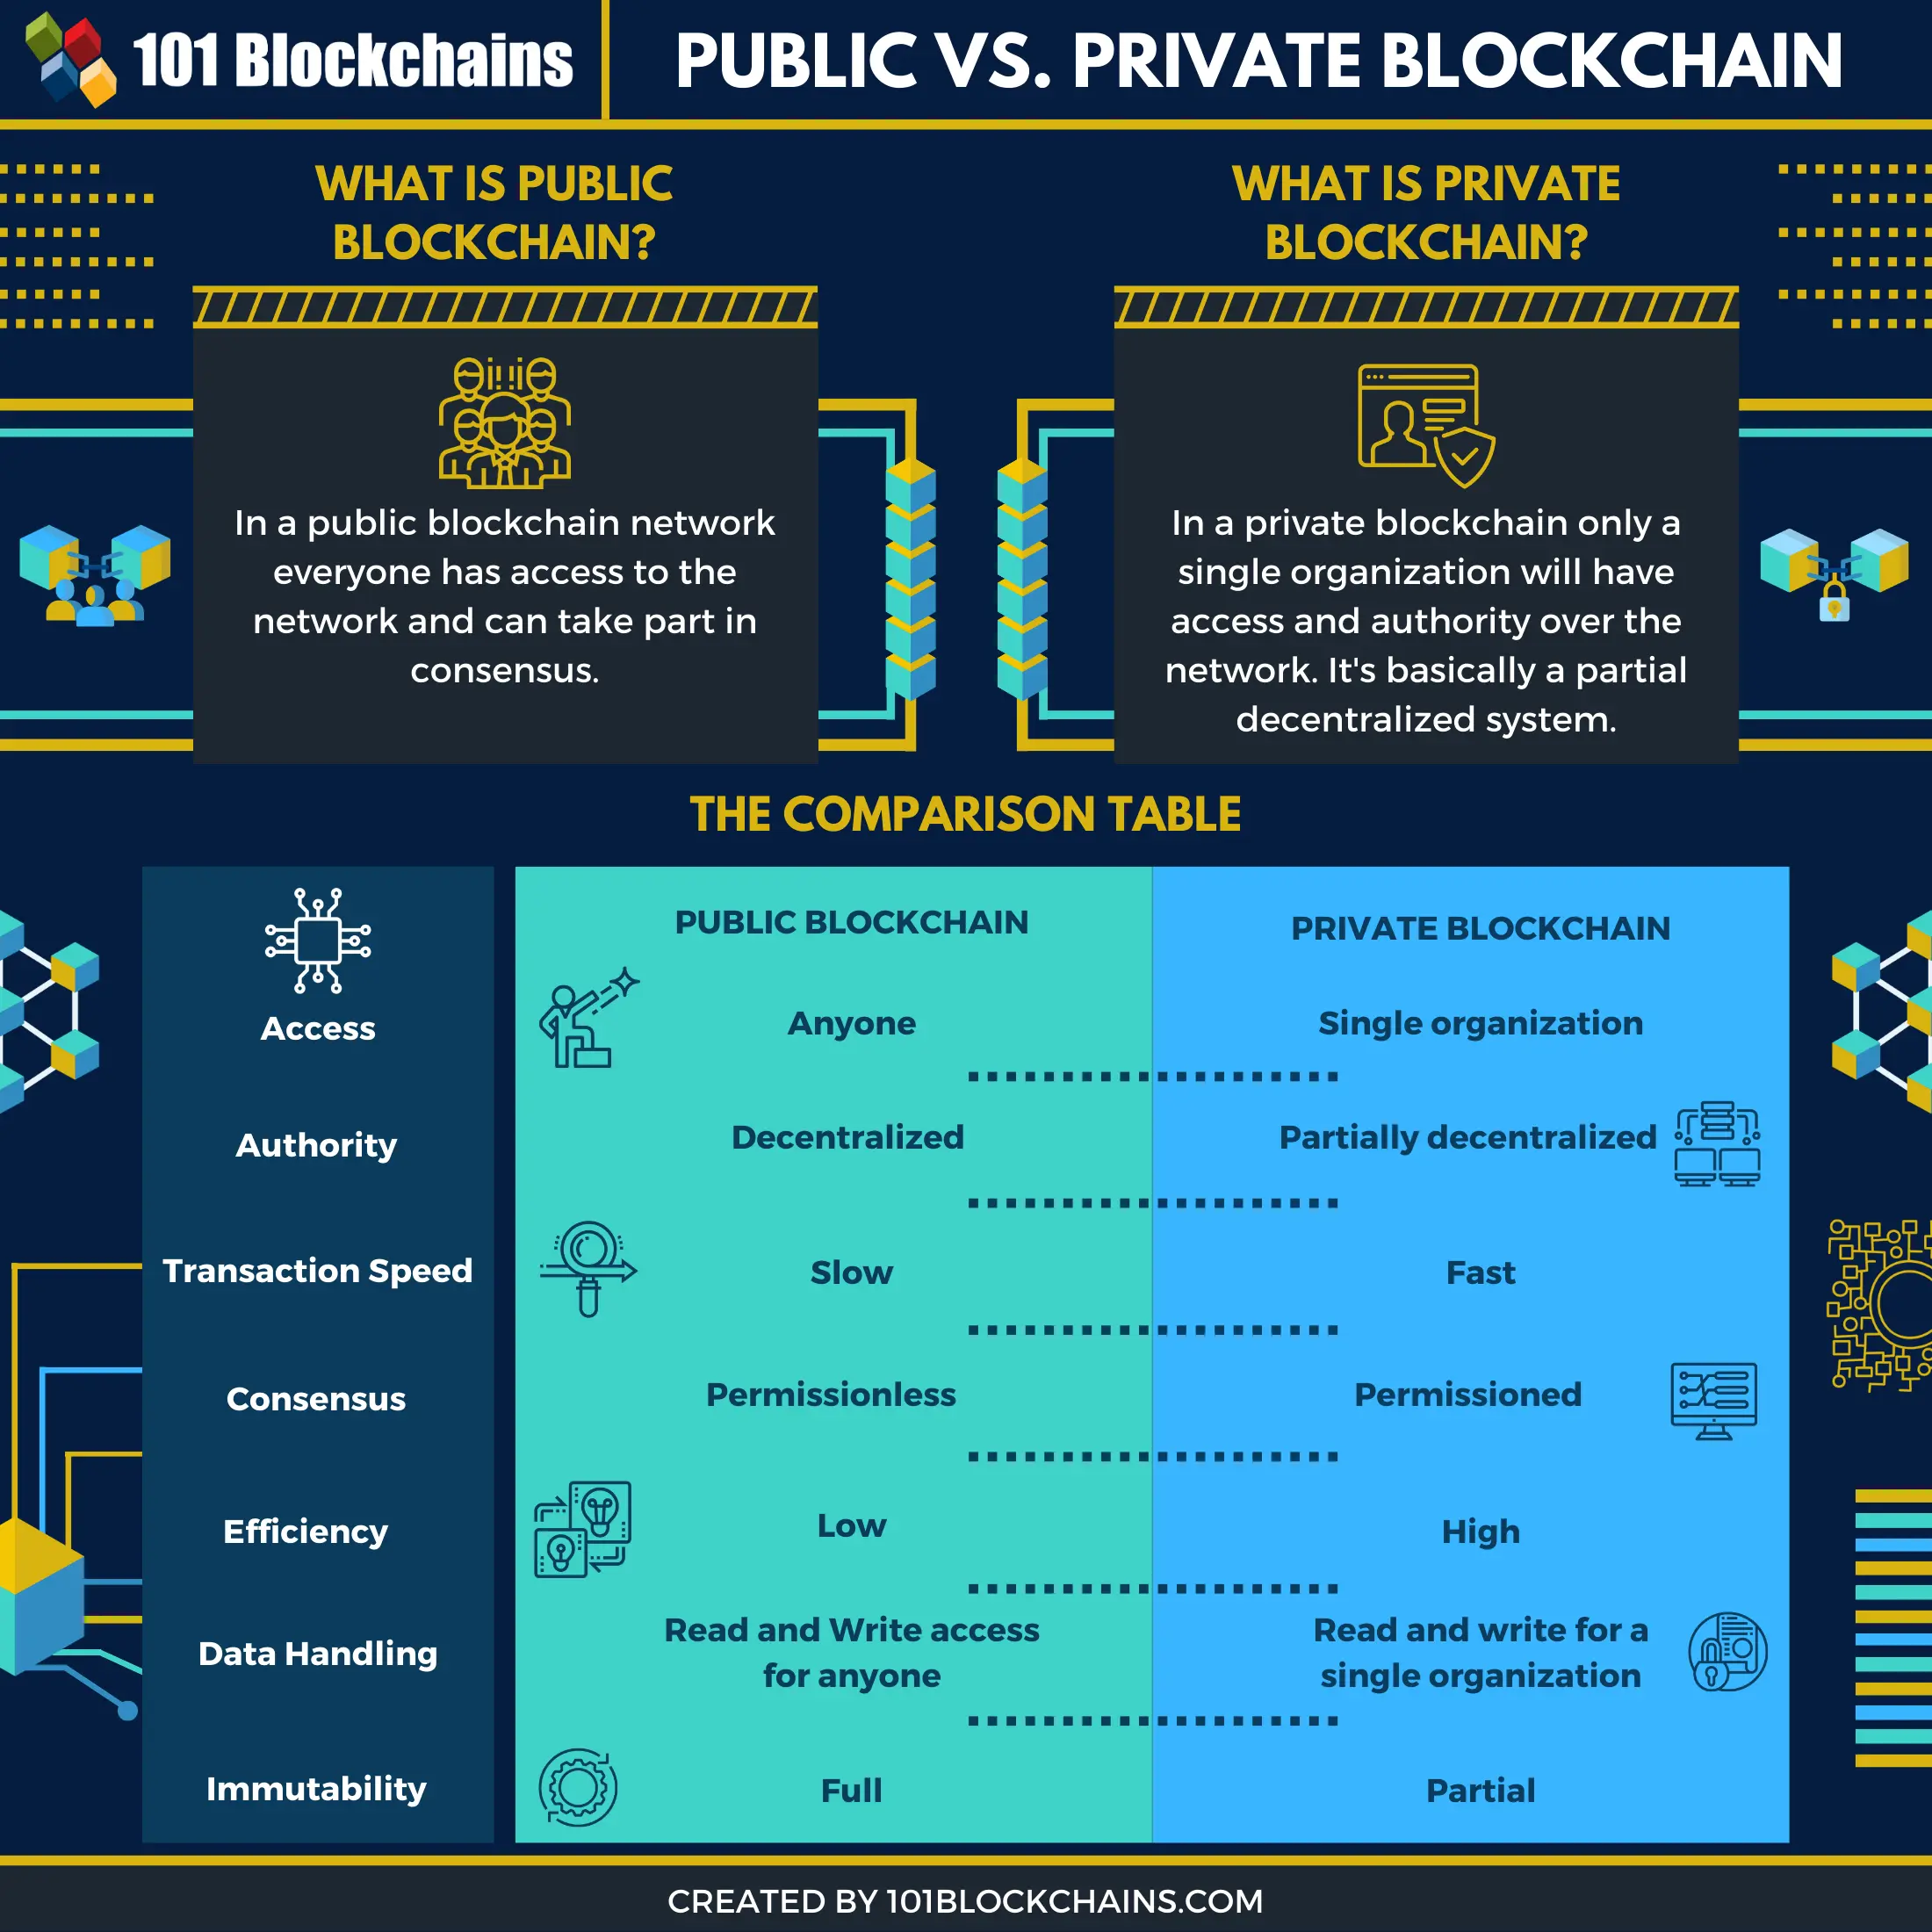 101 Blockchains
PUBLIC VS. PRIVATE BLOCKCHAIN
WHAT IS PUBLIC
BLOCKCHAIN?
In a public blockchain network
everyone has access to the
network and can take part in
consensus.
WHAT IS PRIVATE
BLOCKCHAIN?
In a private blockchain only a
single organization will have
access and authority over the
network. It's basically a partial
decentralized system.
THE COMPARISON TABLE
PUBLIC BLOCKCHAIN
PRIVATE BLOCKCHAIN
Access
Anyone
Single organization
Authority
Decentralized
Partially decentralized
Transaction Speed
Slow
Fast
Consensus
Permissionless
Permissioned
Efficiency
Low
High
Data Handling
Read and Write access
for anyone
Read and write for a
single organization
Immutability
Full
Partial
CREATED BY 101BLOCKCHAINS.COM